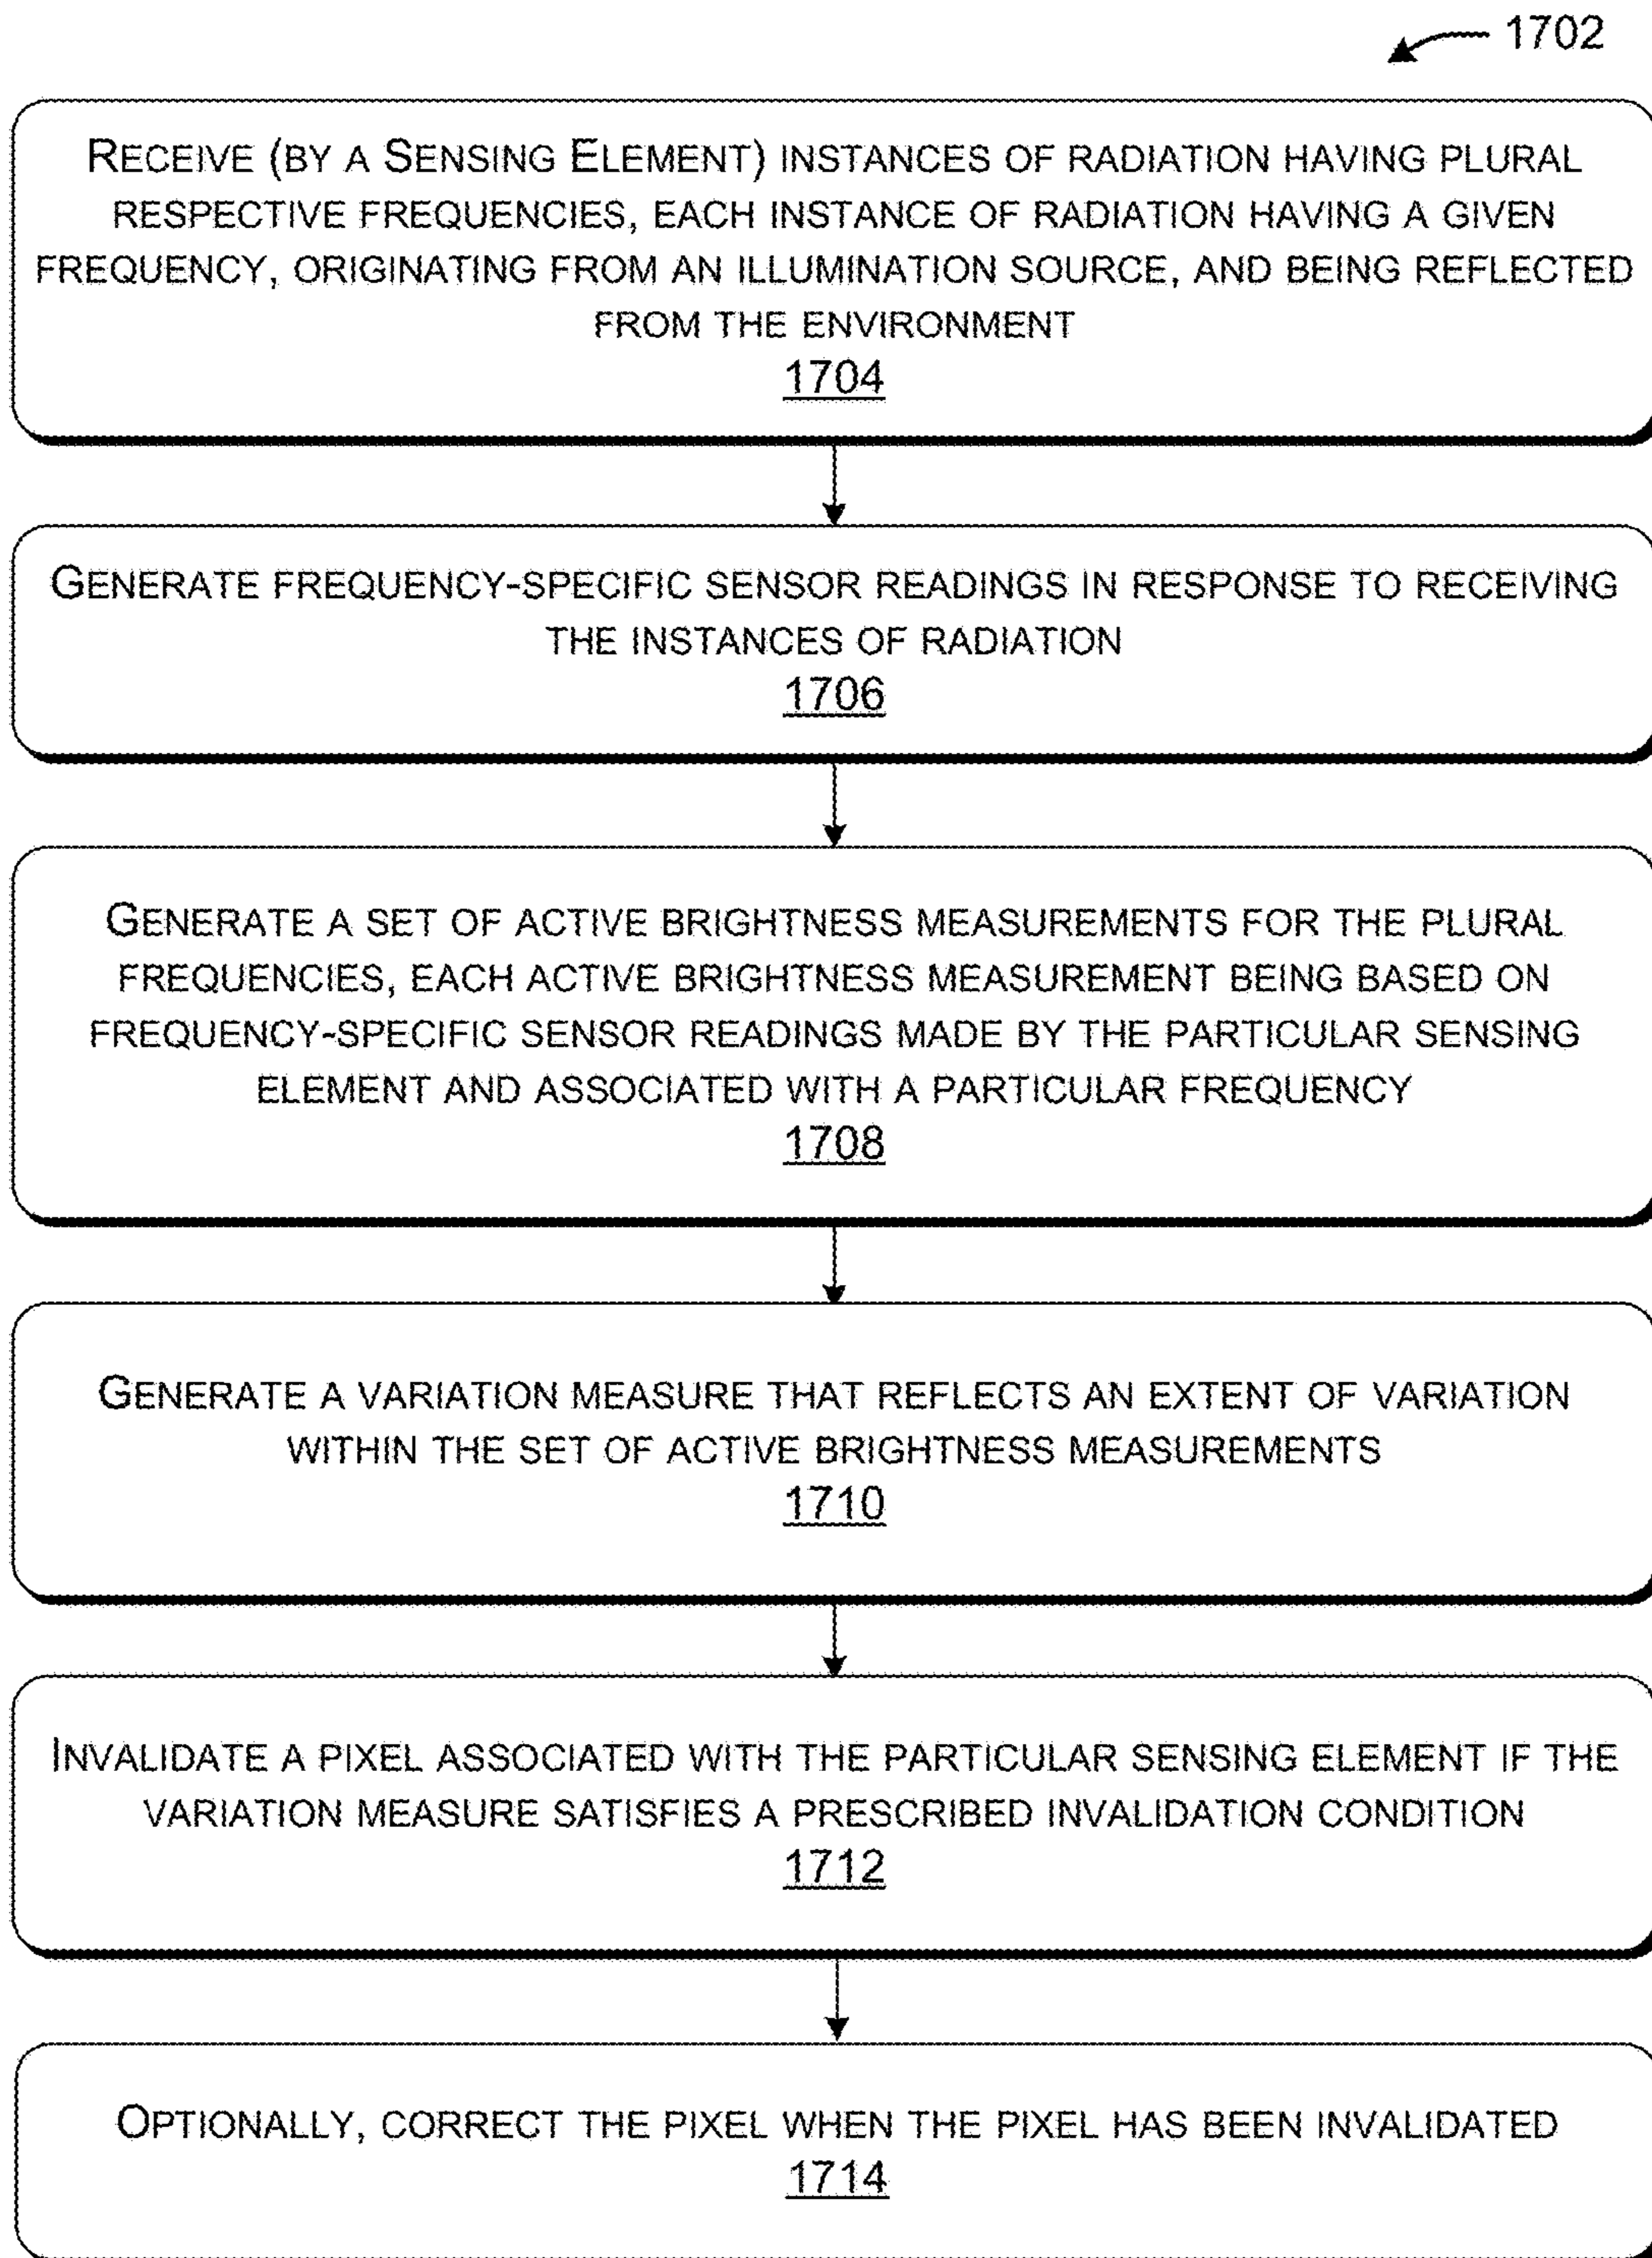 1702
RECEIVE (BY A SENSING ELEMENT) INSTANCES OF RADIATION HAVING PLURAL
RESPECTIVE FREQUENCIES, EACH INSTANCE OF RADIATION HAVING A GIVEN
FREQUENCY, ORIGINATING FROM AN ILLUMINATION SOURCE, AND BEING REFLECTED
FROM THE ENVIRONMENT
1704
GENERATE FREQUENCY-SPECIFIC SENSOR READINGS IN RESPONSE TO RECEIVING
THE INSTANCES OF RADIATION
1706
GENERATE A SET OF ACTIVE BRIGHTNESS MEASUREMENTS FOR THE PLURAL
FREQUENCIES, EACH ACTIVE BRIGHTNESS MEASUREMENT BEING BASED ON
FREQUENCY-SPECIFIC SENSOR READINGS MADE BY THE PARTICULAR SENSING
ELEMENT AND ASSOCIATED WITH A PARTICULAR FREQUENCY
1708
GENERATE A VARIATION MEASURE THAT REFLECTS AN EXTENT OF VARIATION
WITHIN THE SET OF ACTIVE BRIGHTNESS MEASUREMENTS
1710
INVALIDATE A PIXEL ASSOCIATED WITH THE PARTICULAR SENSING ELEMENT IF THE
VARIATION MEASURE SATISFIES A PRESCRIBED INVALIDATION CONDITION
1712
OPTIONALLY, CORRECT THE PIXEL WHEN THE PIXEL HAS BEEN INVALIDATED
1714